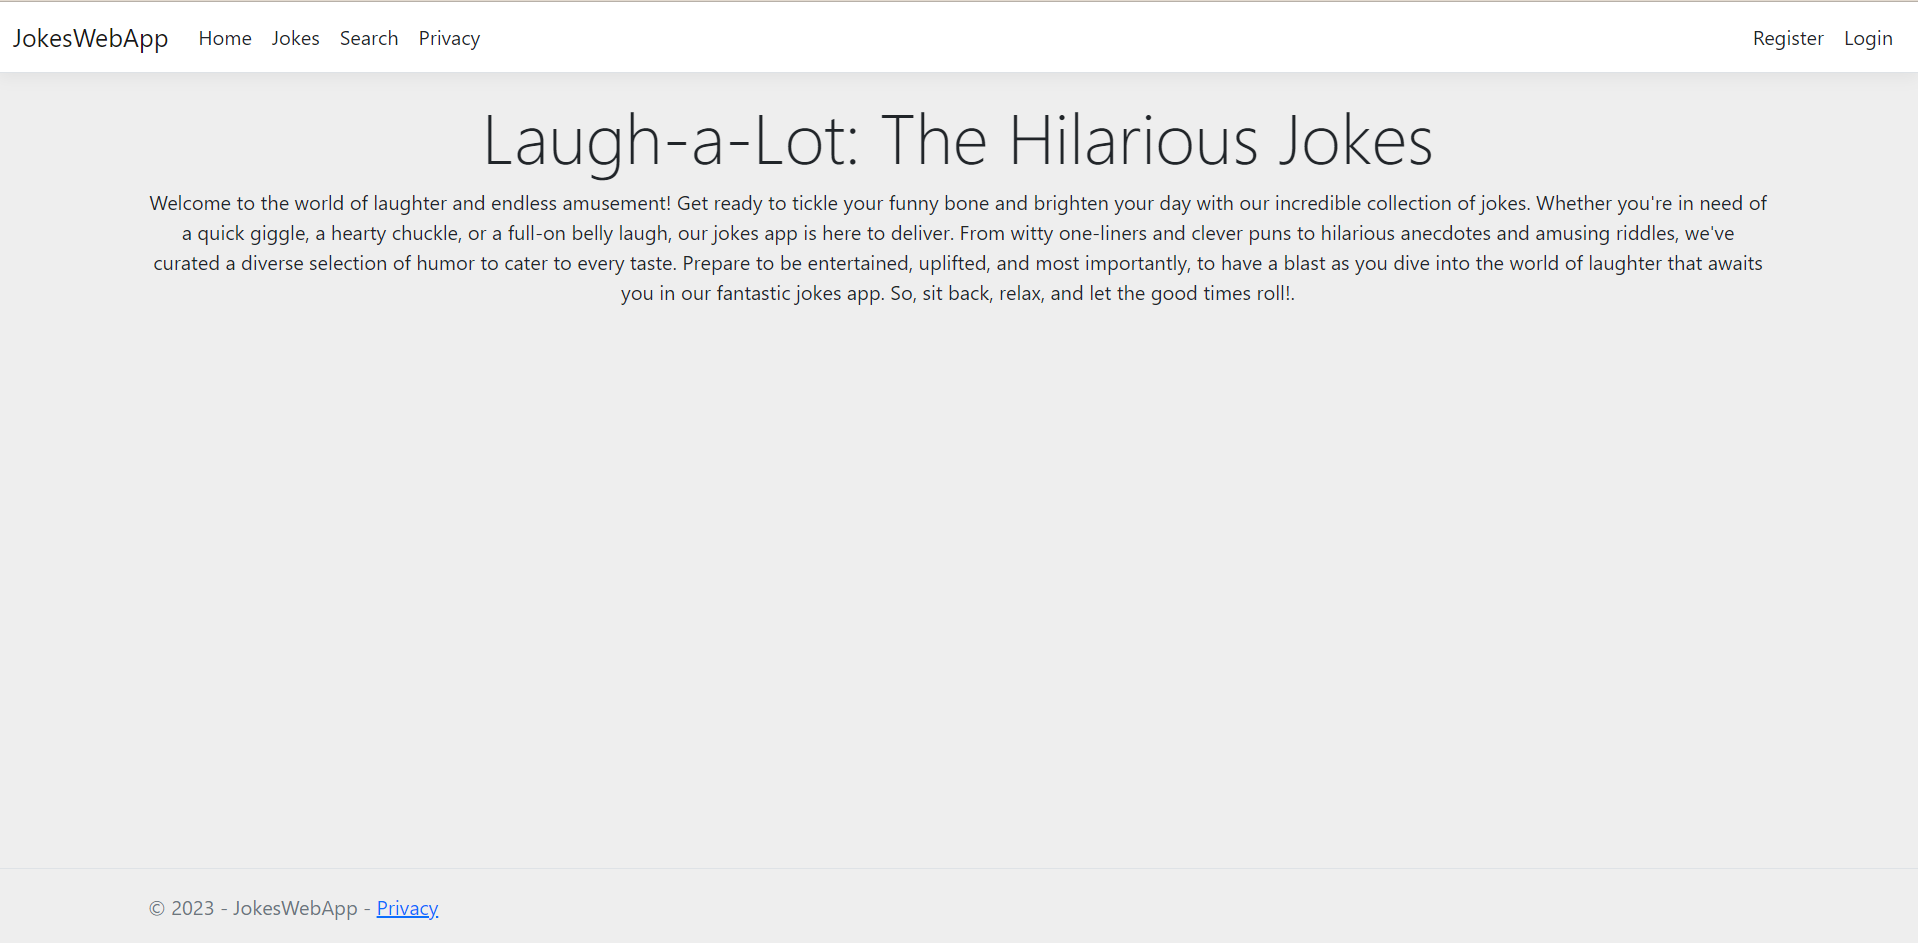 JokesWebApp Home Jokes Search Privacy Register Login
Laugh-a-Lot: The Hilarious Jokes
Welcome to the world of laughter and endless amusement! Get ready to tickle your funny bone and brighten your day with our incredible collection of jokes. Whether you're in need of
a quick giggle, a hearty chuckle, or a full-on belly laugh, our jokes app is here to deliver. From witty one-liners and clever puns to hilarious anecdotes and amusing riddles, we've
curated a diverse selection of humor to cater to every taste. Prepare to be entertained, uplifted, and most importantly, to have a blast as you dive into the world of laughter that awaits
you in our fantastic jokes app. So, sit back, relax, and let the good times roll!.
© 2023 - JokesWebApp - Privacy